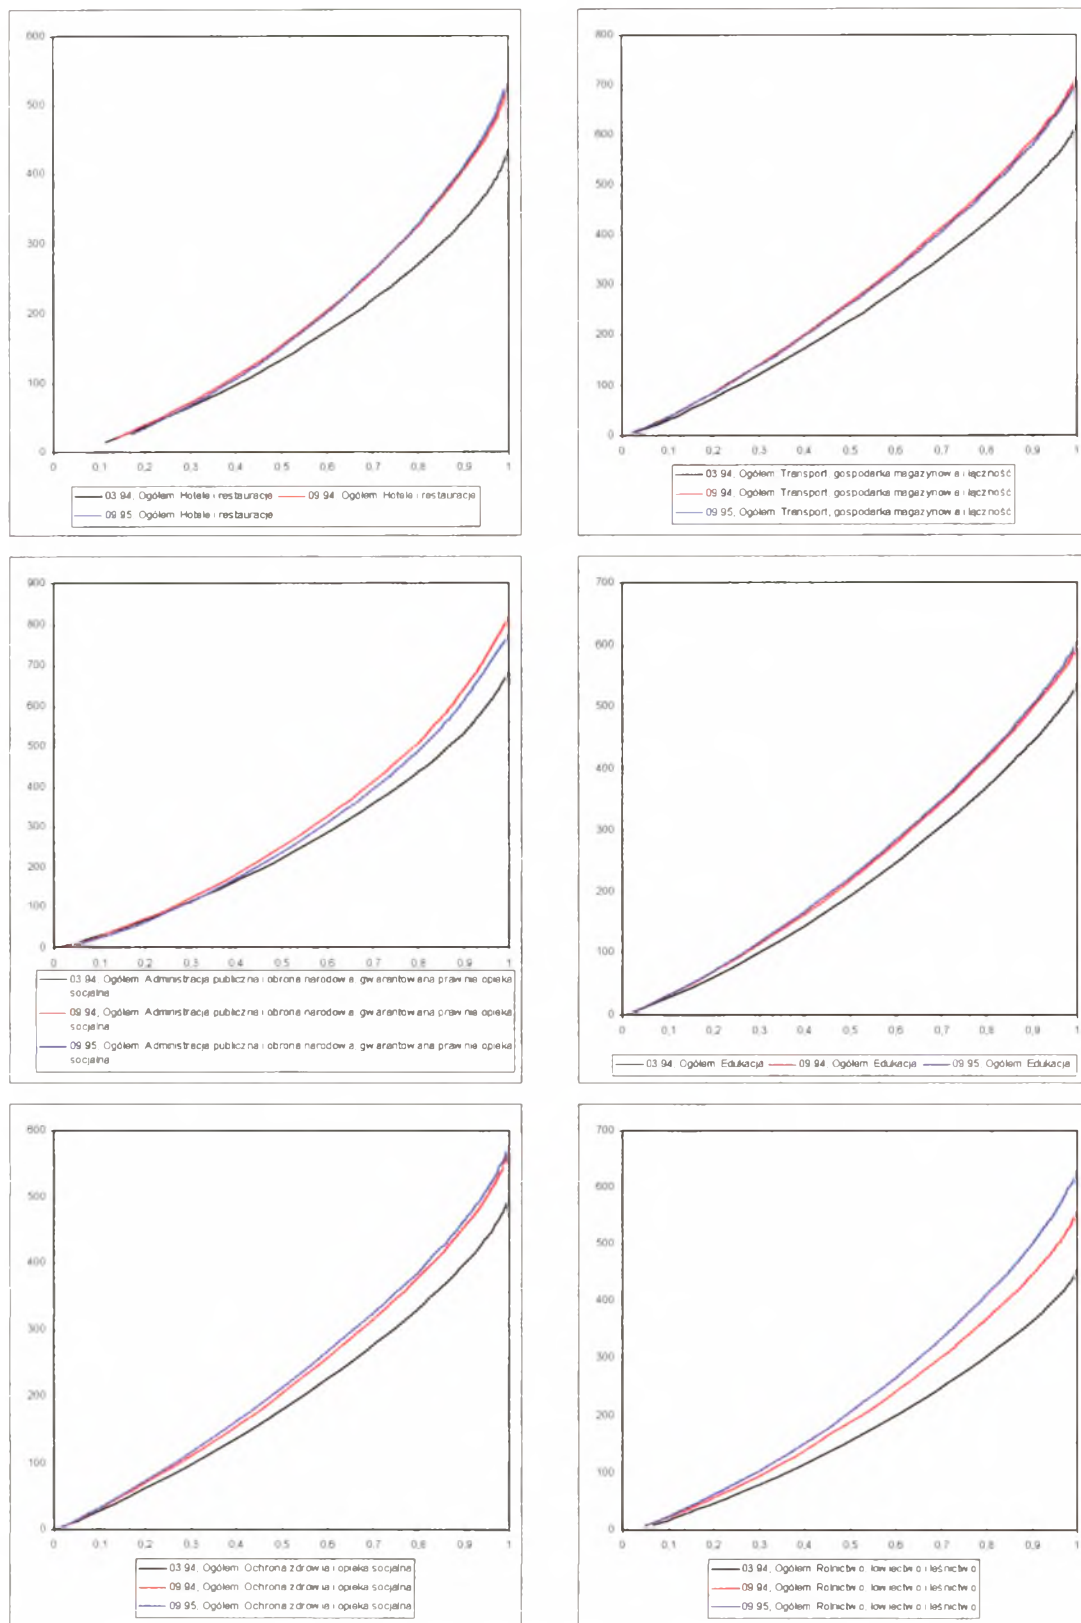 600
500
400
300
200
100
0
0 0,1 0,2 0,3 0,4 0,5 0,6 0,7 0,8 0,9 1
03.94, Ogółem Hotele i restauracje 09.94, Ogółem Hotele i restauracje
09.95, Ogółem Hotele i restauracje
800
700
600
500
400
300
200
100
0
0 0,1 0,2 0,3 0,4 0,5 0,6 0,7 0,8 0,9 1
03.94, Ogółem Transport, gospodarka magazynowa i łączność
09.94, Ogółem Transport, gospodarka magazynowa i łączność
09.95, Ogółem Transport, gospodarka magazynowa i łączność
900
800
700
600
500
400
300
200
100
0
0 0,1 0,2 0,3 0,4 0,5 0,6 0,7 0,8 0,9 1
03.94, Ogółem Administracja publiczna i obrona narodowa gwarantowana prawnie opieka
socjalna
09.94, Ogółem Administracja publiczna i obrona narodowa gwarantowana prawnie opieka
socjalna
09.95, Ogółem Administracja publiczna i obrona narodowa gwarantowana prawnie opieka
socjalna
700
600
500
400
300
200
100
0
0 0,1 0,2 0,3 0,4 0,5 0,6 0,7 0,8 0,9 1
03.94, Ogółem Edukacja 09.94, Ogółem Edukacja 09.95, Ogółem Edukacja
600
500
400
300
200
100
0
0 0,1 0,2 0,3 0,4 0,5 0,6 0,7 0,8 0,9 1
03.94, Ogółem Ochrona zdrowia i opieka socjalna
09.94, Ogółem Ochrona zdrowia i opieka socjalna
09.95, Ogółem Ochrona zdrowia i opieka socjalna
700
600
500
400
300
200
100
0
0 0,1 0,2 0,3 0,4 0,5 0,6 0,7 0,8 0,9 1
03.94, Ogółem Rolnictwo, łowiectwo i leśnictwo
09.94, Ogółem Rolnictwo, łowiectwo i leśnictwo
09.95, Ogółem Rolnictwo, łowiectwo i leśnictwo